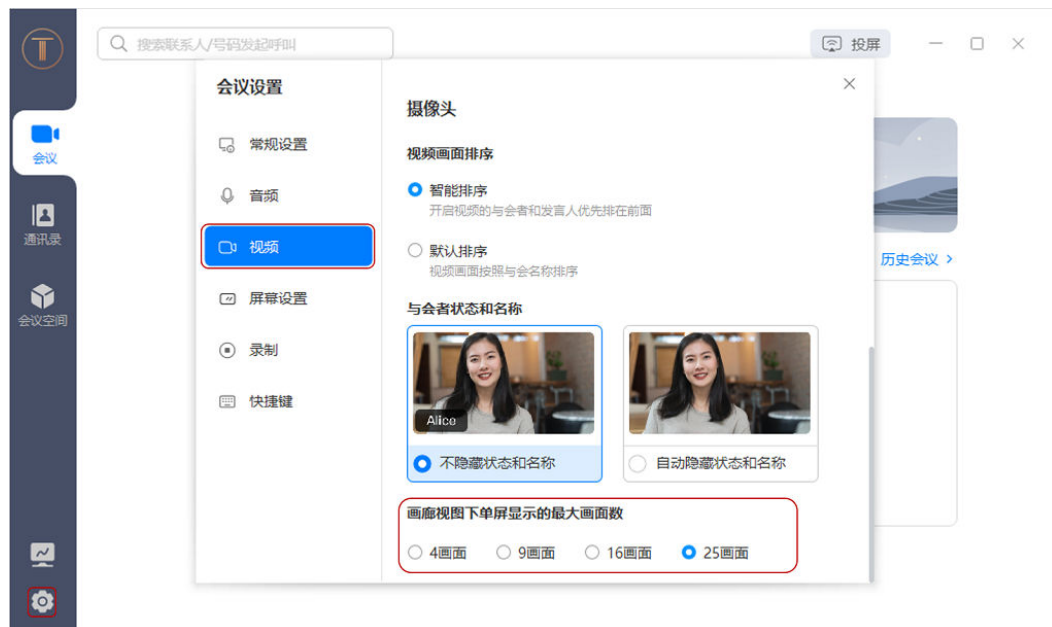 搜索联系人/号码发起呼叫
投屏
会议
通讯录
会议空间
会议设置
常规设置
音频
视频
屏幕设置
录制
快捷键
摄像头
视频画面排序
智能排序
开启视频的与会者和发言人优先排在前面
默认排序
视频画面按照与会名称排序
与会者状态和名称
Alice
不隐藏状态和名称
自动隐藏状态和名称
画廊视图下单屏显示的最大画面数
4画面 9画面 16画面 25画面
历史会议